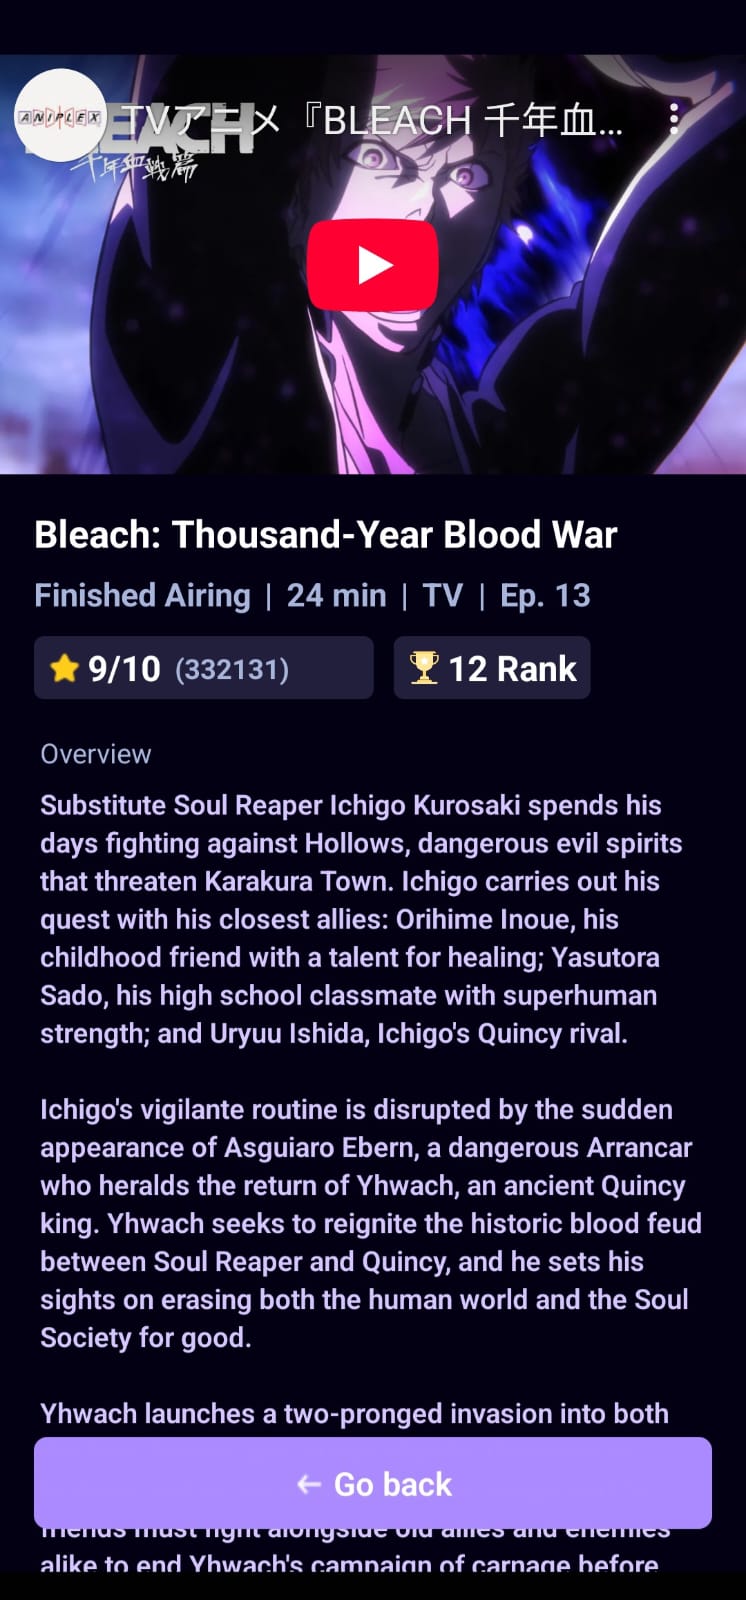 ANIPLEX
BLEACH
千年血戦篇
TVアニメ『BLEACH 千年血...
Bleach: Thousand-Year Blood War
Finished Airing | 24 min | TV | Ep. 13
9/10 (332131)
12 Rank
Overview
Substitute Soul Reaper Ichigo Kurosaki spends his
days fighting against Hollows, dangerous evil spirits
that threaten Karakura Town. Ichigo carries out his
quest with his closest allies: Orihime Inoue, his
childhood friend with a talent for healing; Yasutora
Sado, his high school classmate with superhuman
strength; and Uryuu Ishida, Ichigo's Quincy rival.
Ichigo's vigilante routine is disrupted by the sudden
appearance of Asguiaro Ebern, a dangerous Arrancar
who heralds the return of Yhwach, an ancient Quincy
king. Yhwach seeks to reignite the historic blood feud
between Soul Reaper and Quincy, and he sets his
sights on erasing both the human world and the Soul
Society for good.
Yhwach launches a two-pronged invasion into both
← Go back
friends must fight alongside old allies and enemies
alike to end Yhwach's campaign of carnage before